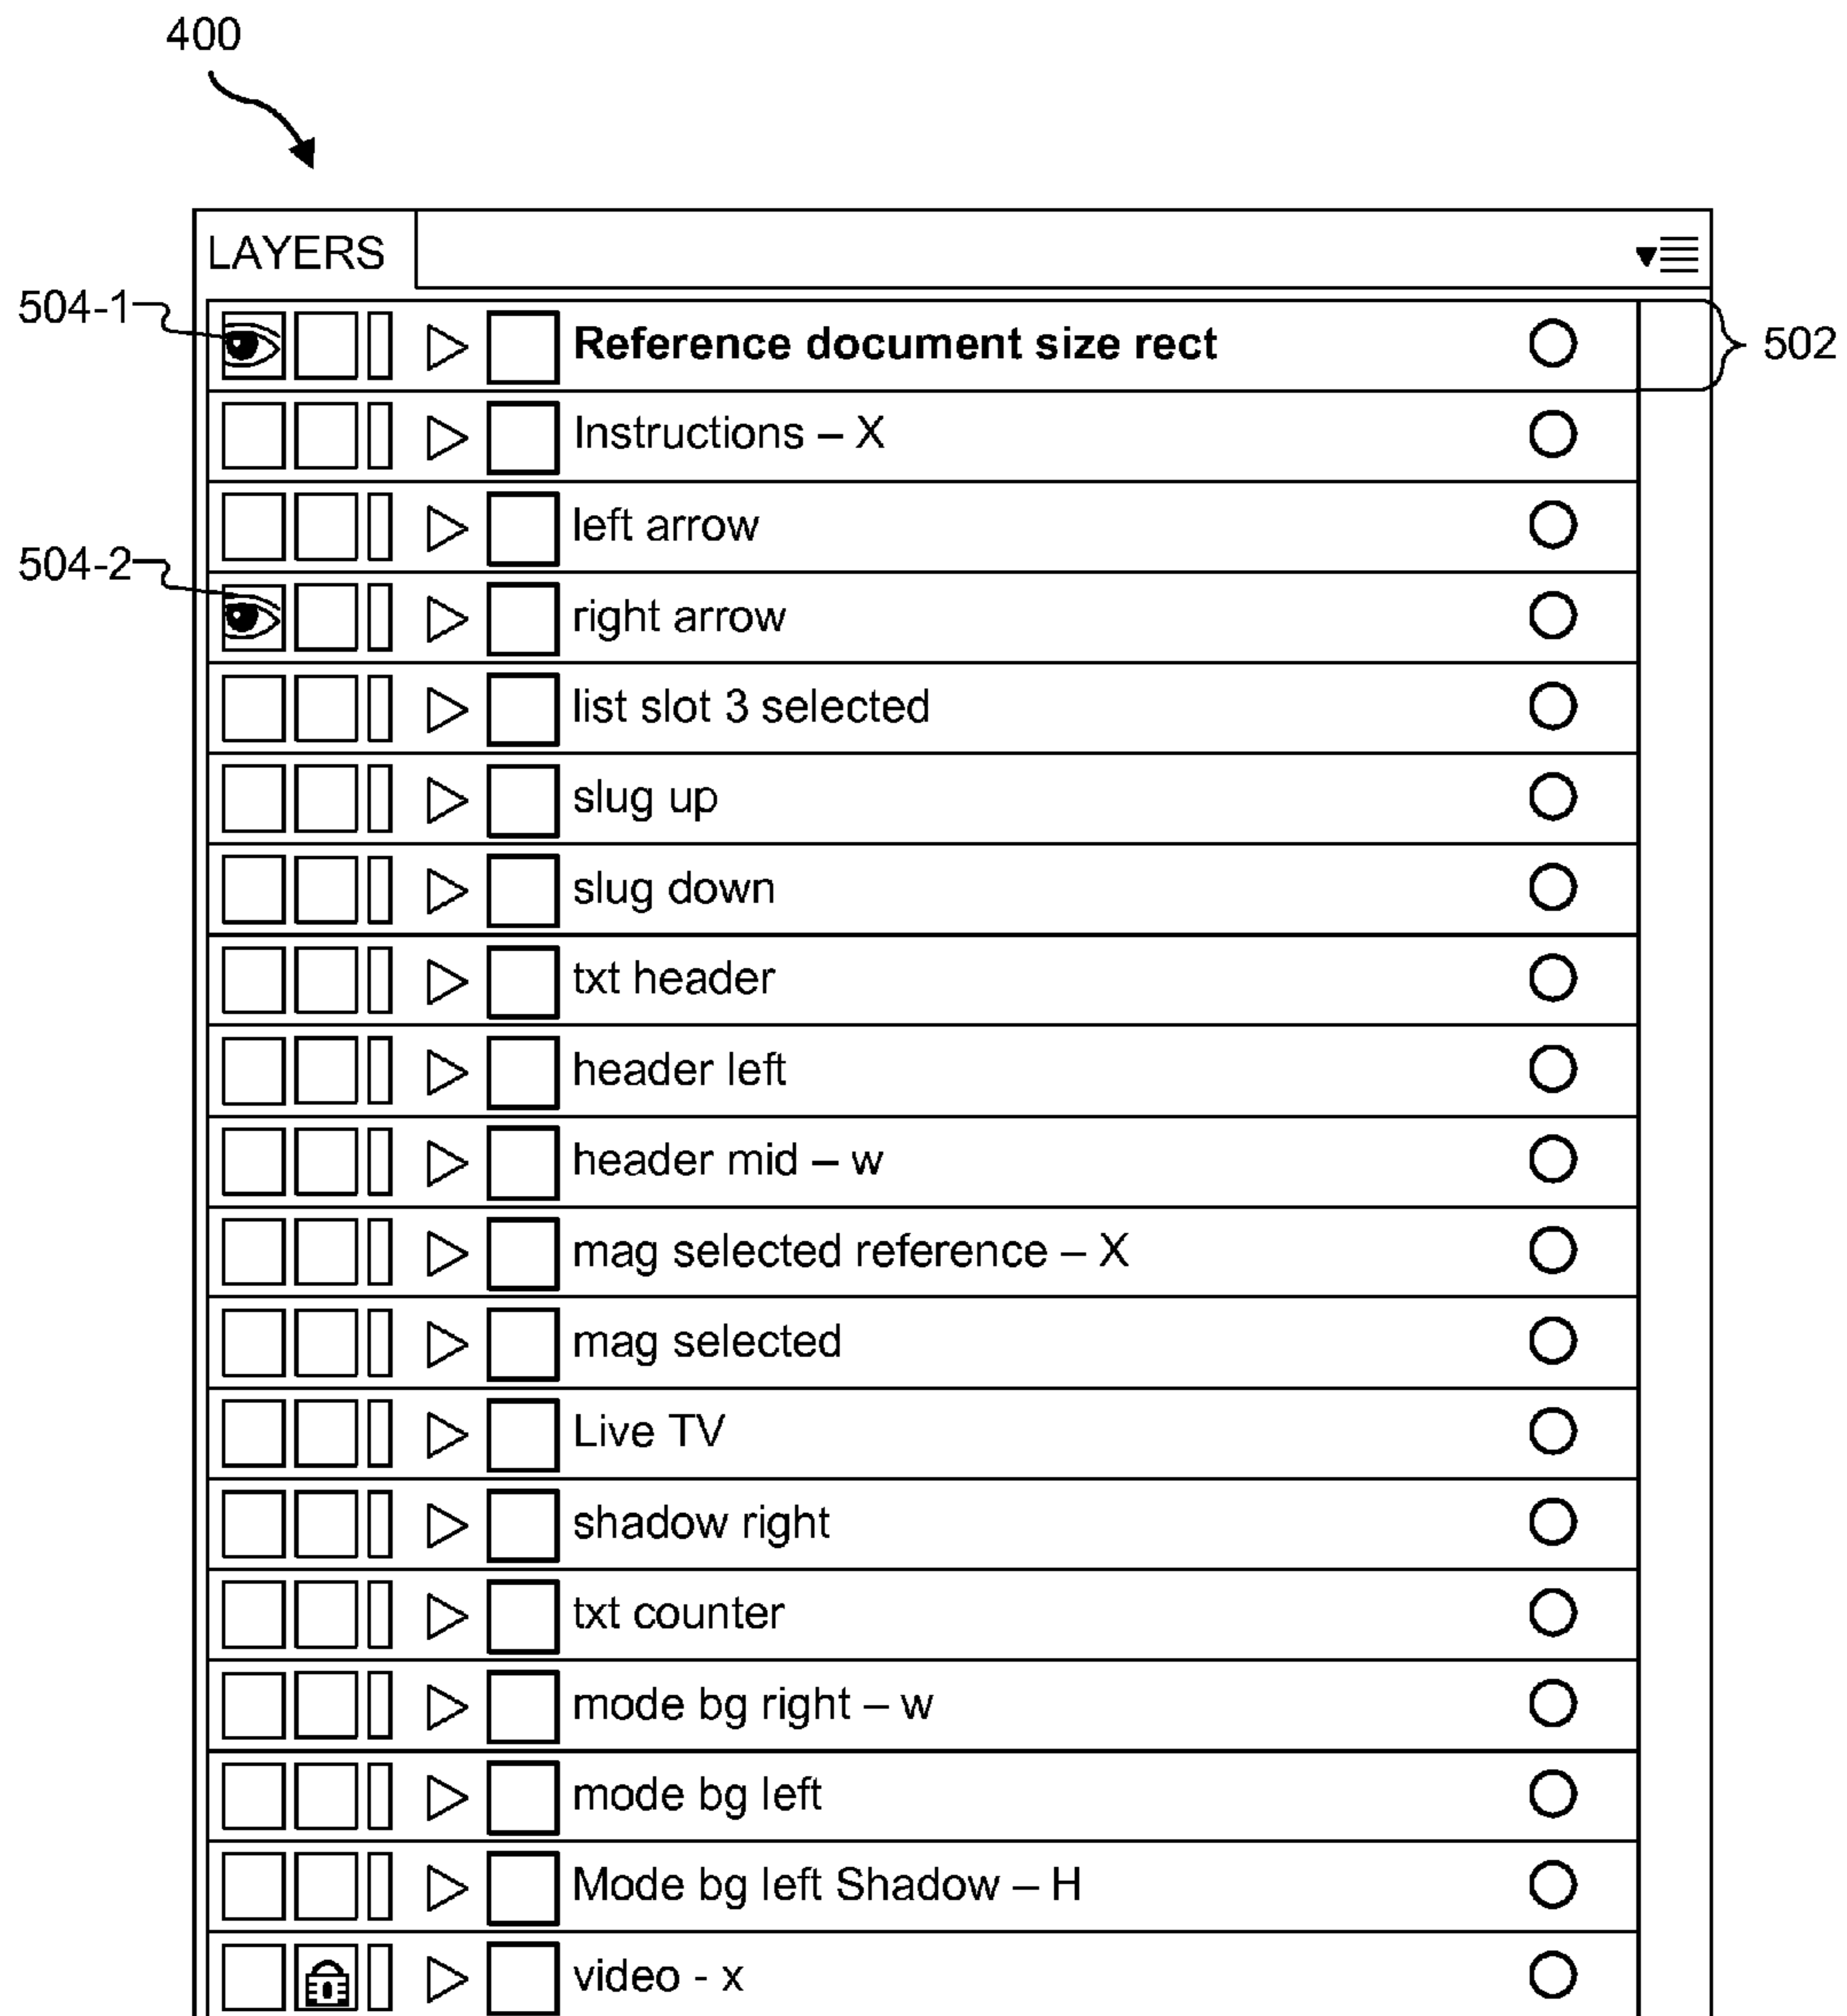 400
LAYERS
504-1
Reference document size rect
502
Instructions – X
left arrow
504-2
right arrow
list slot 3 selected
slug up
slug down
txt header
header left
header mid – w
mag selected reference – X
mag selected
Live TV
shadow right
txt counter
mode bg right – w
mode bg left
Mode bg left Shadow – H
video - x